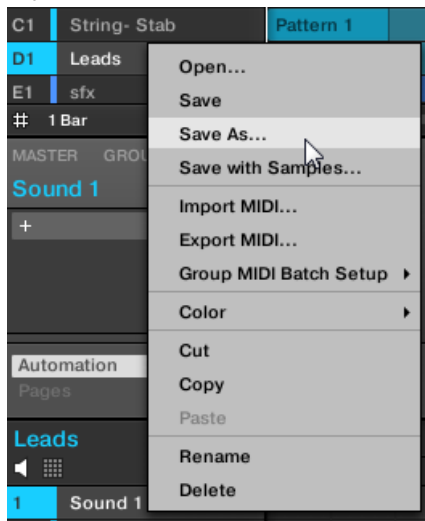 C1 String- Stab Pattern 1
D1 Leads
E1 sfx
1 Bar
MASTER GROU
Sound 1
+
Automation
Pages
Leads
1 Sound 1
Open...
Save
Save As...
Save with Samples...
Import MIDI...
Export MIDI...
Group MIDI Batch Setup
Color
Cut
Copy
Paste
Rename
Delete